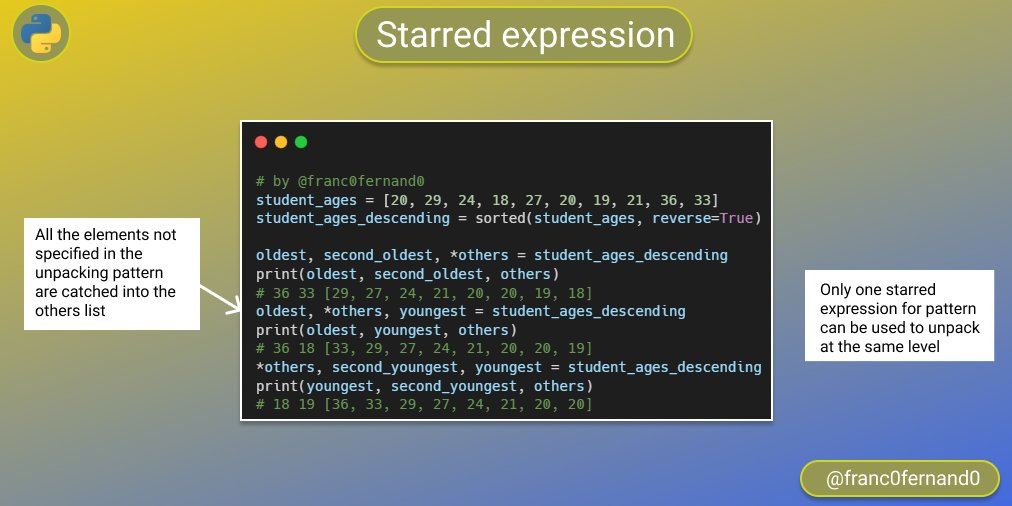 Starred expression
# by @franc0fernand0
student_ages = [20, 29, 24, 18, 27, 20, 19, 21, 36, 33]
student_ages_descending = sorted(student_ages, reverse=True)
oldest, second_oldest, *others = student_ages_descending
print(oldest, second_oldest, others)
# 36 33 [29, 27, 24, 21, 20, 20, 19, 18]
oldest, *others, youngest = student_ages_descending
print(oldest, youngest, others)
# 36 18 [33, 29, 27, 24, 21, 20, 20, 19]
*others, second_youngest, youngest = student_ages_descending
print(youngest, second_youngest, others)
# 18 19 [36, 33, 29, 27, 24, 21, 20, 20]
All the elements not
specified in the
unpacking pattern
are catched into the
others list
Only one starred
expression for pattern
can be used to unpack
at the same level
@franc0fernand0